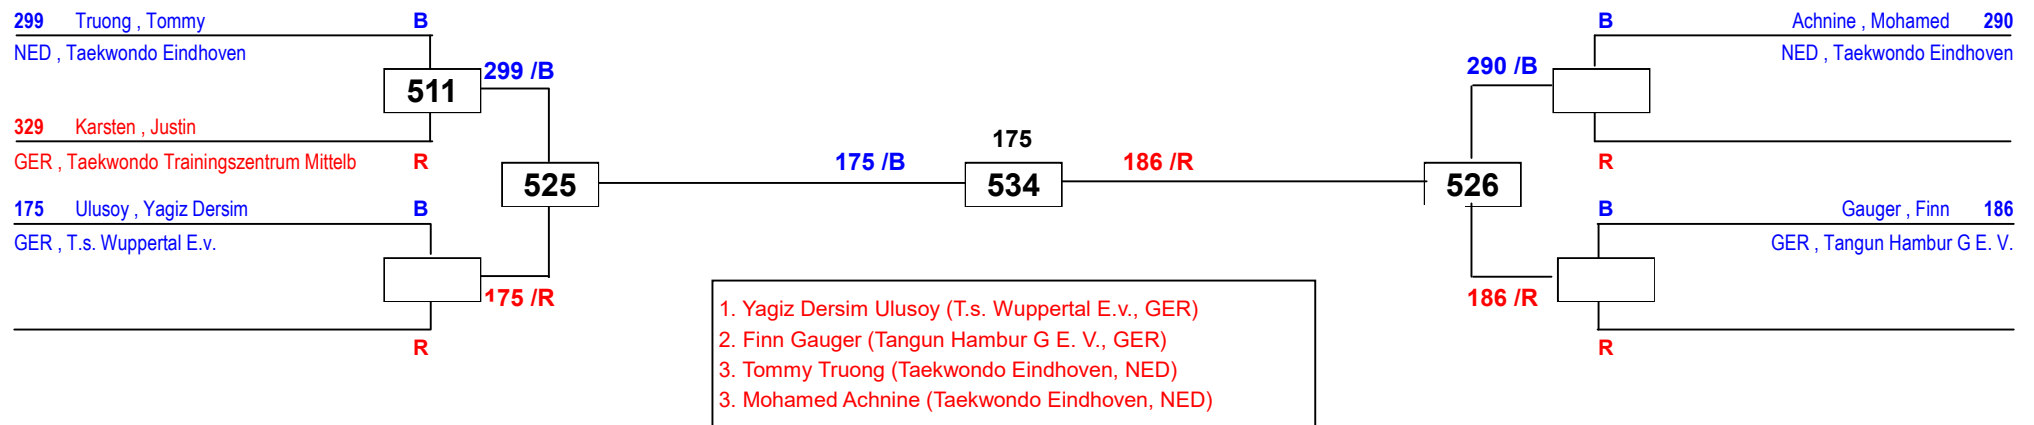 299 Truong , Tommy B
NED , Taekwondo Eindhoven
299 /B
511
329 Karsten , Justin
GER , Taekwondo Trainingszentrum Mittelb R
525
175 Ulusoy , Yagiz Dersim B
GER , T.s. Wuppertal E.v.
175 /R
R
175 /B
175
534
186 /R
B Achnine , Mohamed 290
NED , Taekwondo Eindhoven
290 /B
R
526
B Gauger , Finn 186
GER , Tangun Hambur G E. V.
186 /R
R
1. Yagiz Dersim Ulusoy (T.s. Wuppertal E.v., GER)
2. Finn Gauger (Tangun Hambur G E. V., GER)
3. Tommy Truong (Taekwondo Eindhoven, NED)
3. Mohamed Achnine (Taekwondo Eindhoven, NED)